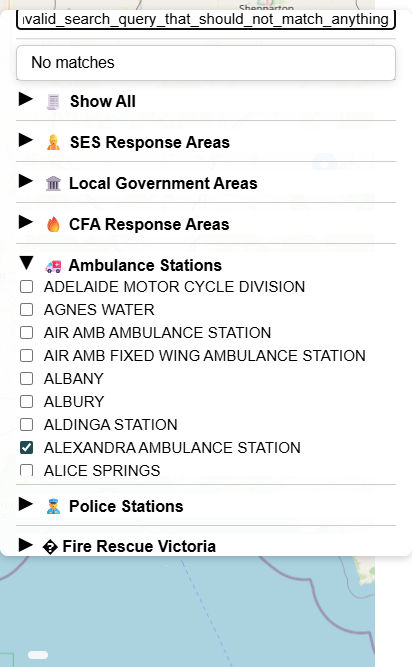 Shepparton
valid_search_query_that_should_not_match_anything
No matches
Show All
SES Response Areas
Local Government Areas
CFA Response Areas
Ambulance Stations
ADELAIDE MOTOR CYCLE DIVISION
AGNES WATER
AIR AMB AMBULANCE STATION
AIR AMB FIXED WING AMBULANCE STATION
ALBANY
ALBURY
ALDINGA STATION
ALEXANDRA AMBULANCE STATION
ALICE SPRINGS
Police Stations
� Fire Rescue Victoria